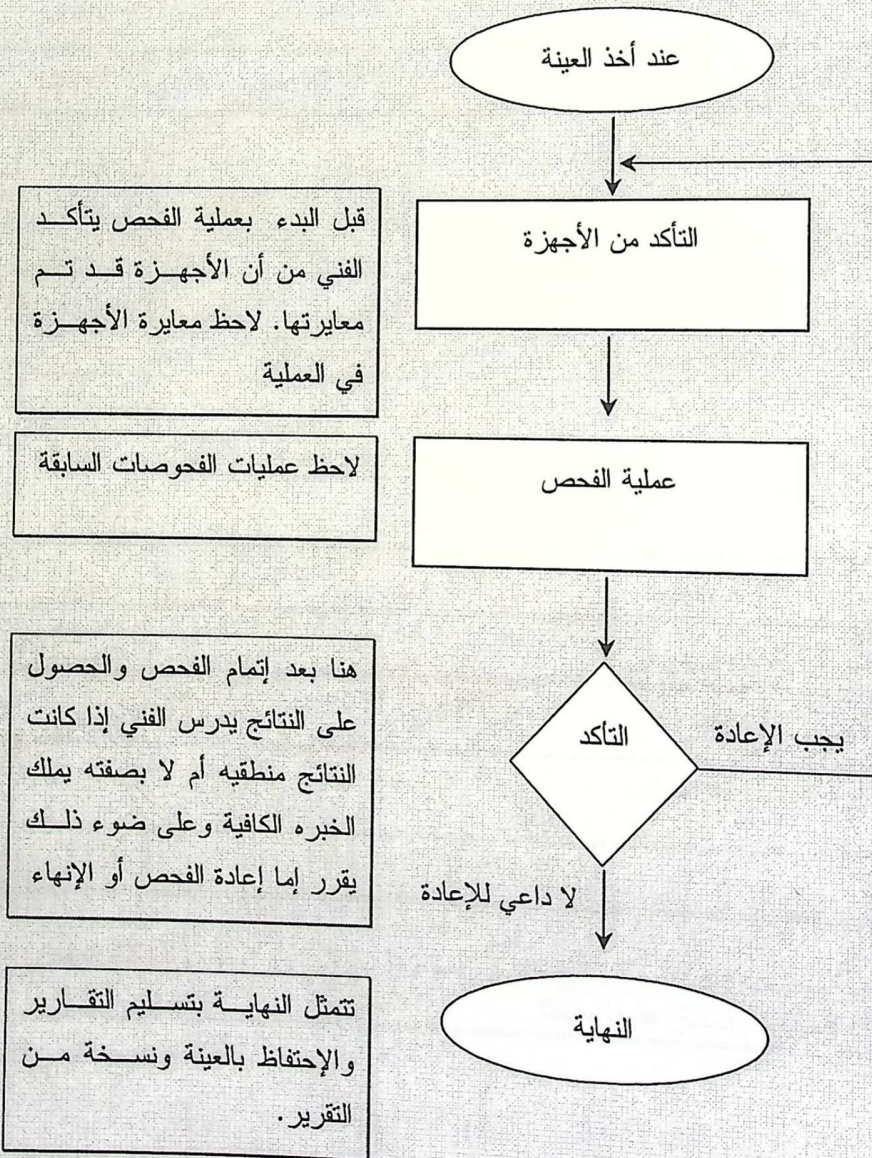 عند أخذ العينة
التأكد من الأجهزة
قبل البدء بعملية الفحص يتأكد
الفني من أن الأجهزة قد تم
معايرتها. لاحظ معايرة الأجهزة
في العملية
عملية الفحص
لاحظ عمليات الفحوصات السابقة
التأكد
يجب الإعادة
هنا بعد إتمام الفحص والحصول
على النتائج يدرس الفني إذا كانت
النتائج منطقيه أم لا بصفته يملك
الخبره الكافية وعلى ضوء ذلك
يقرر إما إعادة الفحص أو الإنهاء
لا داعي للإعادة
النهاية
تتمثل النهاية بتسليم التقارير
والإحتفاظ بالعينة ونسخة من
التقرير.